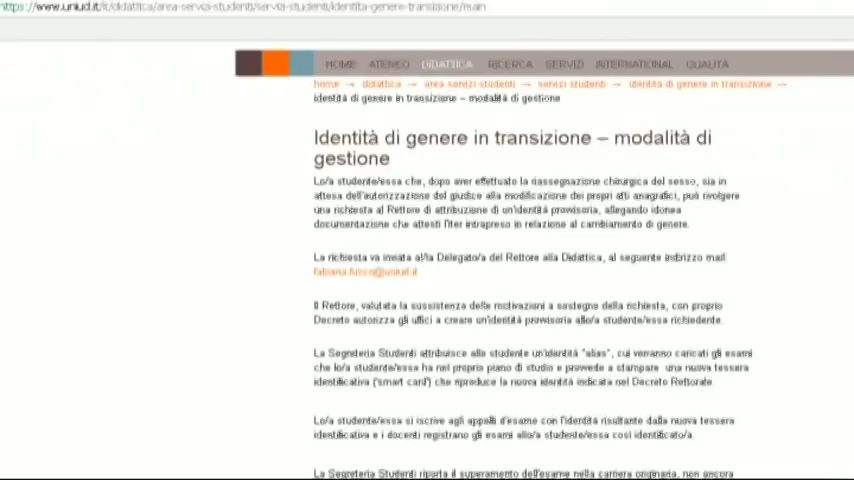 https://www.uniud.it/it/didattica/area-servizi-studenti/servizi-studenti/identita-genere-transizione/main
HOME ATENEO DIDATTICA RICERCA SERVIZI INTERNATIONAL QUALITÀ
home → didattica → area servizi studenti → servizi studenti → identità di genere in transizione →
identità di genere in transizione – modalità di gestione
Identità di genere in transizione – modalità di
gestione
Lo/a studente/essa che, dopo aver effettuato la riassegnazione chirurgica del sesso, sia in
attesa dell'autorizzazione del giudice alla modificazione dei propri atti anagrafici, può rivolgere
una richiesta al Rettore di attribuzione di un'identità provvisoria, allegando idonea
documentazione che attesti l'iter intrapreso in relazione al cambiamento di genere.
La richiesta va inviata al/la Delegato/a del Rettore alla Didattica, al seguente indirizzo mail:
fabiana.fusco@uniud.it
Il Rettore, valutata la sussistenza delle motivazioni a sostegno della richiesta, con proprio
Decreto autorizza gli uffici a creare un'identità provvisoria allo/a studente/essa richiedente.
La Segreteria Studenti attribuisce allo studente un'identità "alias", cui verranno caricati gli esami
che lo/a studente/essa ha nel proprio piano di studio e provvede a stampare una nuova tessera
identificativa ('smart card') che riproduce la nuova identità indicata nel Decreto Rettorale.
Lo/a studente/essa si iscrive agli appelli d'esame con l'identità risultante dalla nuova tessera
identificativa e i docenti registrano gli esami allo/a studente/essa così identificato/a.
La Segreteria Studenti riporta il superamento dell'esame nella carriera originaria, non ancora